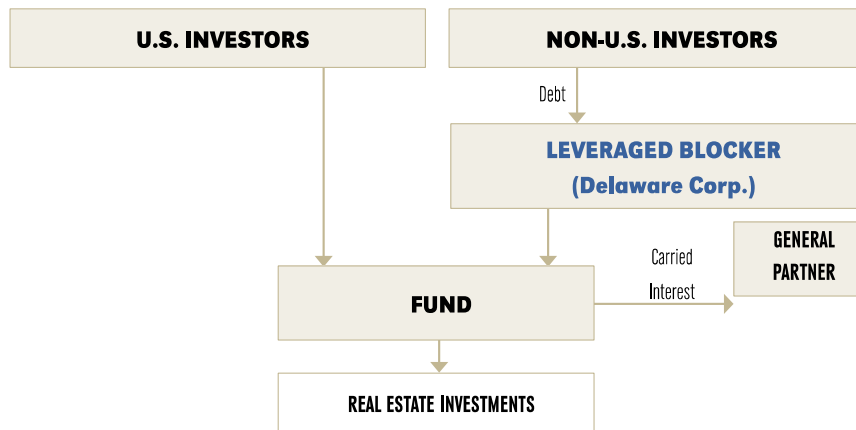 U.S. INVESTORS
NON-U.S. INVESTORS
Debt
LEVERAGED BLOCKER
(Delaware Corp.)
GENERAL
PARTNER
Carried
Interest
FUND
REAL ESTATE INVESTMENTS